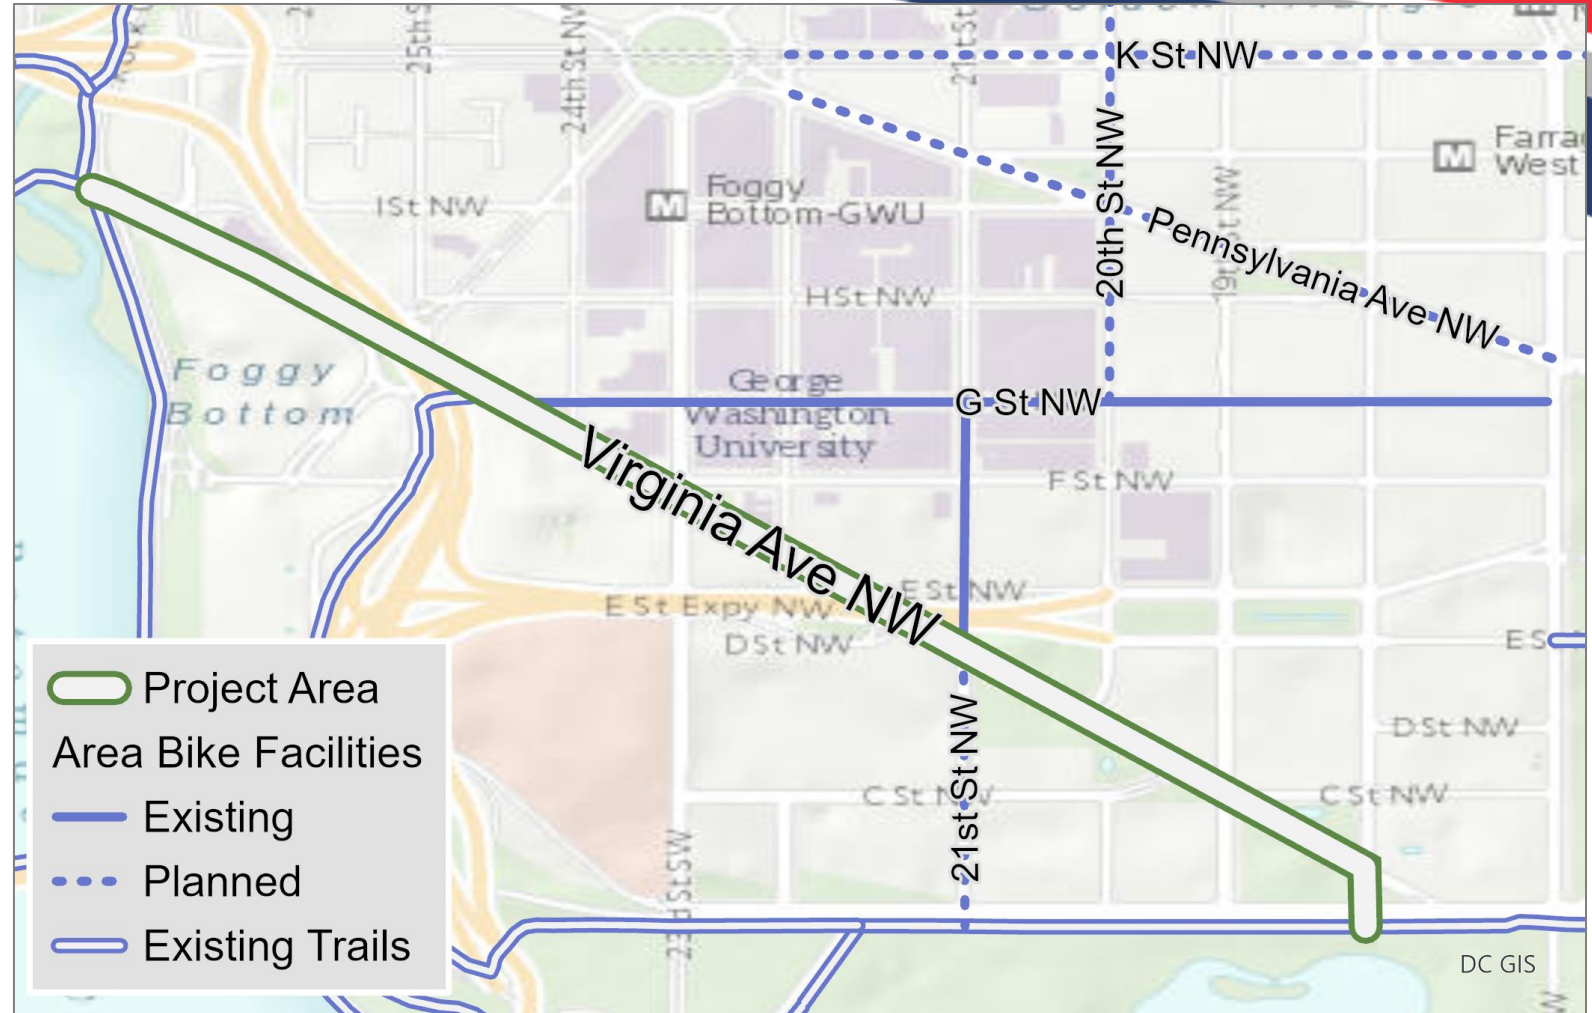 25th S
24th St NW
21st St
K St NW
20th St NW
19th St NW
M
Farra
West
I St NW
M
Foggy
Bottom-GWU
Pennsylvania Ave NW
H St NW
Foggy
Bottom
George
Washington
University
G St NW
Virginia Ave NW
F St NW
E St NW
E St Expy NW
D St NW
E S
21st St NW
D St NW
C St NW
C St NW
23rd St SW
Project Area
Area Bike Facilities
Existing
Planned
Existing Trails
DC GIS